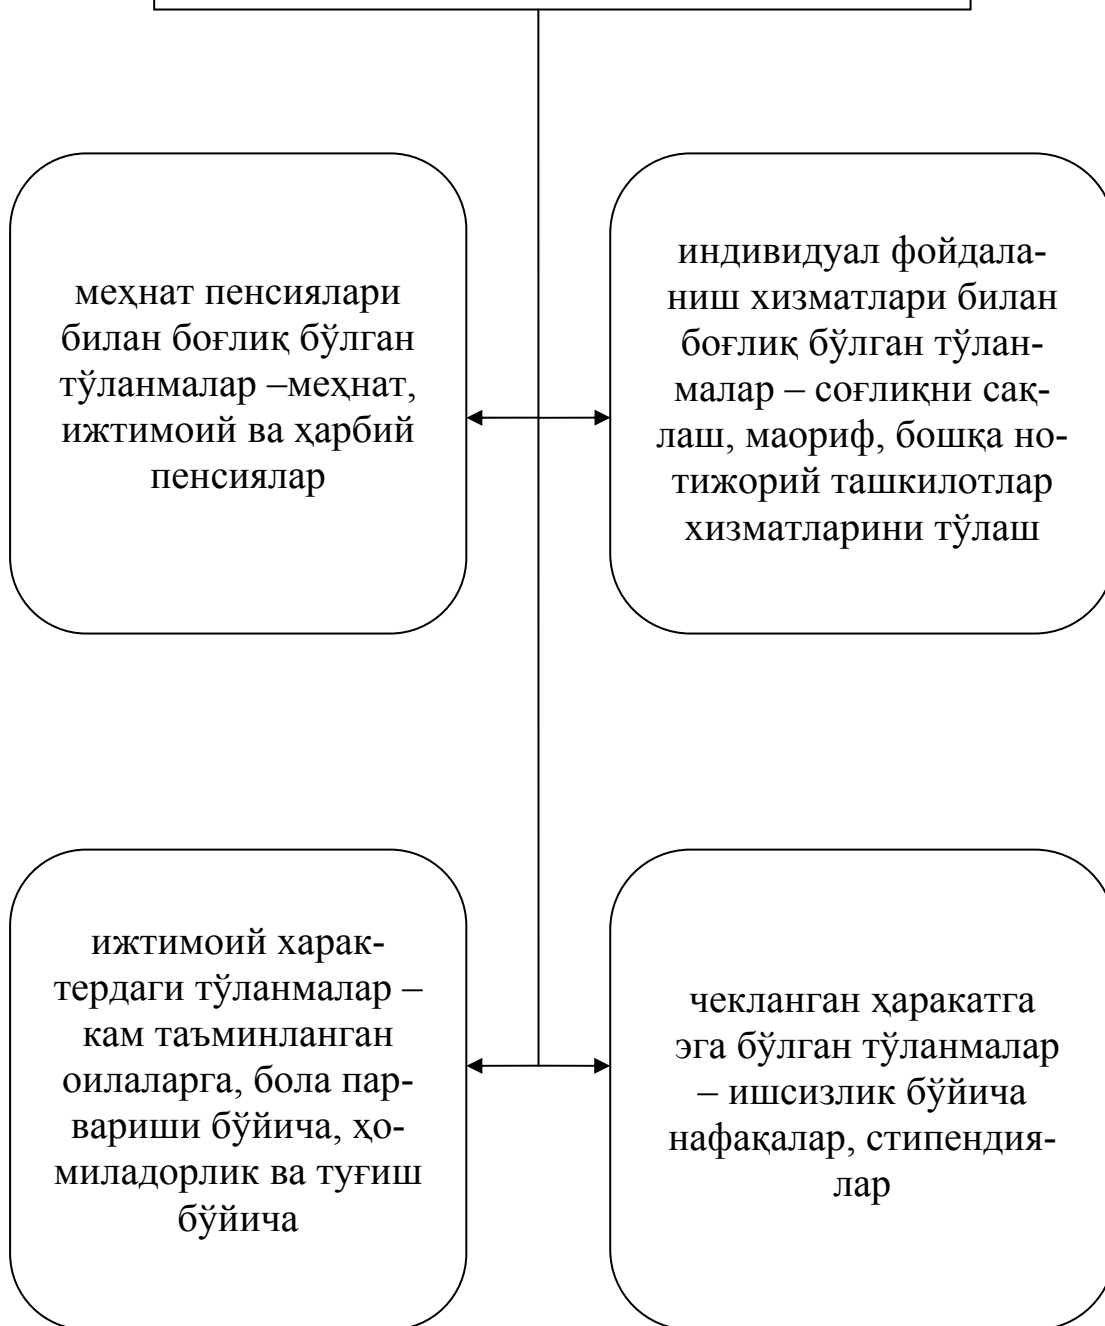 меҳнат пенсиялари
билан боғлиқ бўлган
тўланмалар –меҳнат,
ижтимоий ва ҳарбий
пенсиялар
индивидуал фойдала-
ниш хизматлари билан
боғлиқ бўлган тўлан-
малар – соғлиқни сақ-
лаш, маориф, бошқа но-
тижорий ташкилотлар
хизматларини тўлаш
ижтимоий харак-
тердаги тўланмалар –
кам таъминланган
оилаларга, бола пар-
вариши бўйича, ҳо-
миладорлик ва туғиш
бўйича
чекланган ҳаракатга
эга бўлган тўланмалар
– ишсизлик бўйича
нафақалар, стипендия-
лар